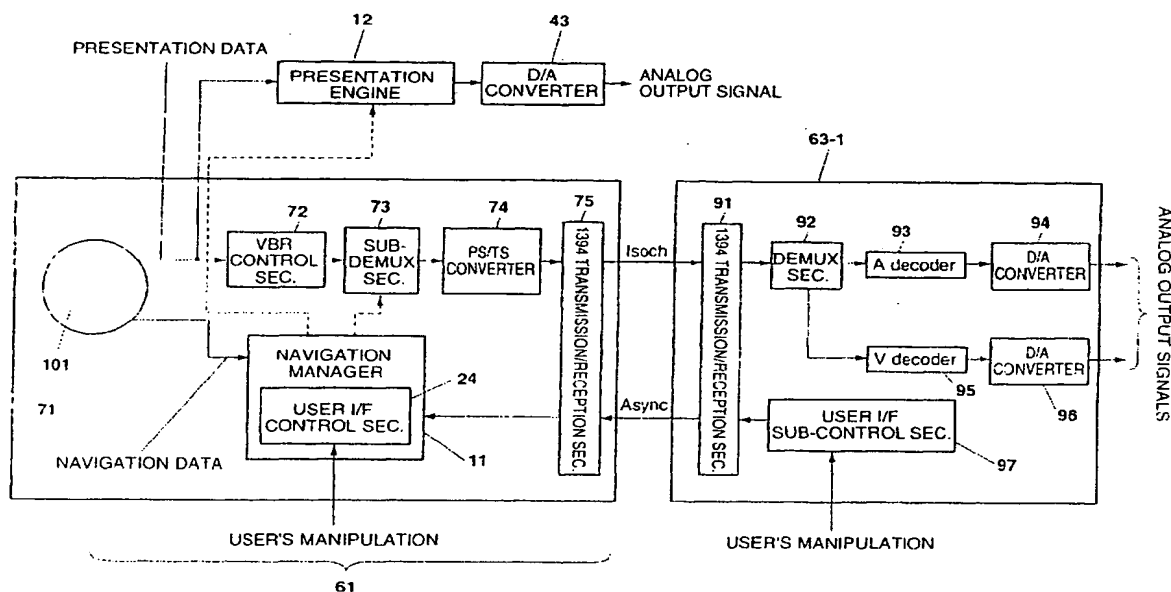 12
43
PRESENTATION DATA
PRESENTATION
ENGINE
D/A
CONVERTER
ANALOG
OUTPUT SIGNAL
63-1
72
73
74
75
91
92
93
94
VBR
CONTROL
SEC.
SUB-
DEMUX
SEC.
PS/TS
CONVERTER
1394 TRANSMISSION/RECEPTION SEC.
Isoch
1394 TRANSMISSION/RECEPTION SEC.
DEMUX
SEC.
A decoder
D/A
CONVERTER
ANALOG OUTPUT SIGNALS
101
NAVIGATION
MANAGER
24
USER I/F
CONTROL SEC.
71
NAVIGATION DATA
11
Async
V decoder
D/A
CONVERTER
95
96
USER I/F
SUB-CONTROL SEC.
97
USER'S MANIPULATION
USER'S MANIPULATION
61